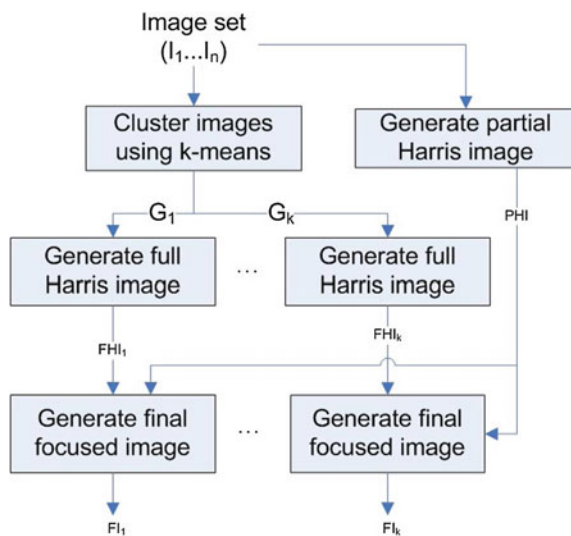 Image set
(I₁...Iₙ)
Cluster images
using k-means
Generate partial
Harris image
G₁
Gₖ
PHI
Generate full
Harris image
...
Generate full
Harris image
FHI₁
FHIₖ
Generate final
focused image
...
Generate final
focused image
FI₁
FIₖ